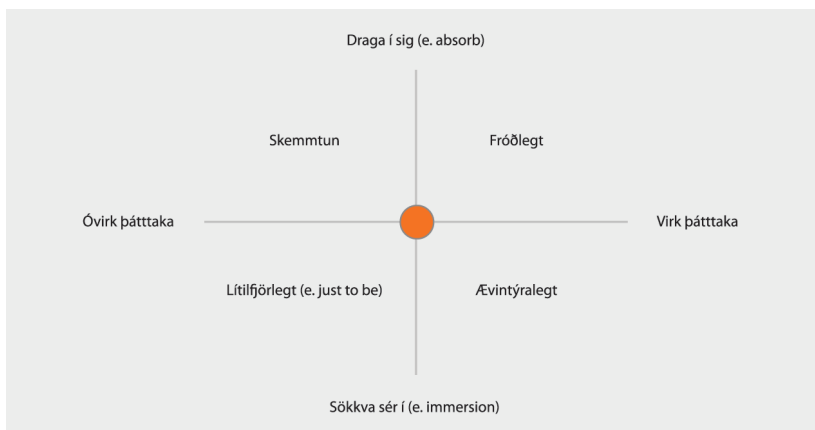 Draga í sig (e. absorb)
Skemmtun
Fróðlegt
Óvirk þátttaka
Virk þátttaka
Lítilfjörlegt (e. just to be)
Ævintýralegt
Sökkva sér í (e. immersion)